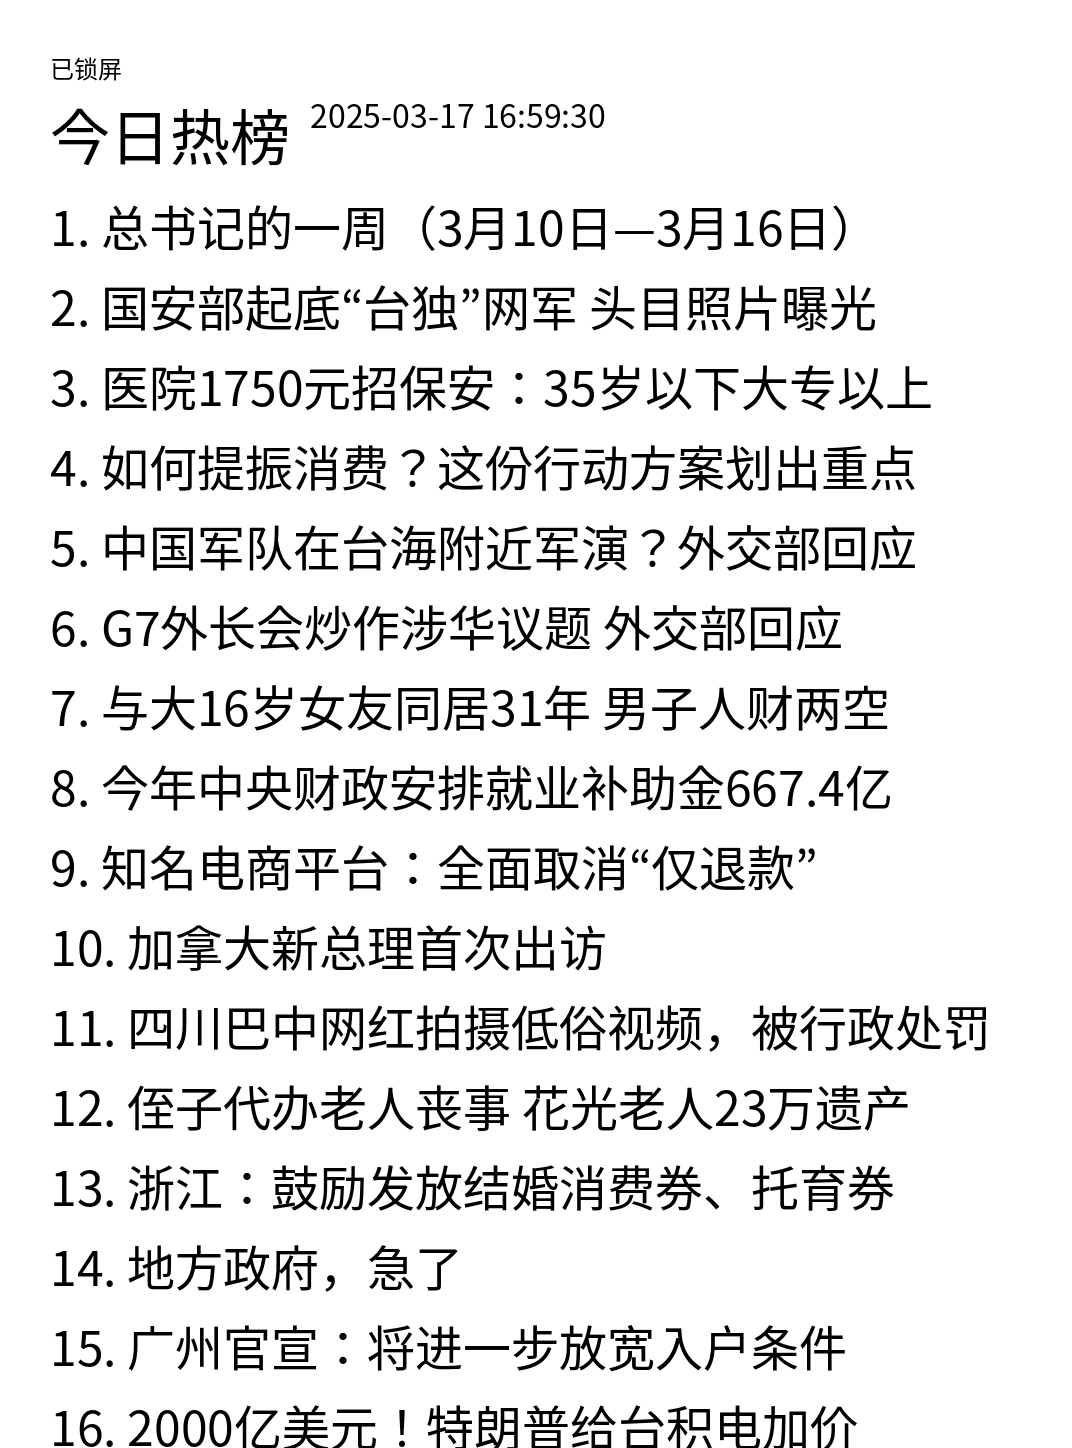 已锁屏
今日热榜 2025-03-17 16:59:30
1. 总书记的一周（3月10日—3月16日）
2. 国安部起底“台独”网军 头目照片曝光
3. 医院1750元招保安：35岁以下大专以上
4. 如何提振消费？这份行动方案划出重点
5. 中国军队在台海附近军演？外交部回应
6. G7外长会炒作涉华议题 外交部回应
7. 与大16岁女友同居31年 男子人财两空
8. 今年中央财政安排就业补助金667.4亿
9. 知名电商平台：全面取消“仅退款”
10. 加拿大新总理首次出访
11. 四川巴中网红拍摄低俗视频，被行政处罚
12. 侄子代办老人丧事 花光老人23万遗产
13. 浙江：鼓励发放结婚消费券、托育券
14. 地方政府，急了
15. 广州官宣：将进一步放宽入户条件
16. 2000亿美元！特朗普给台积电加价